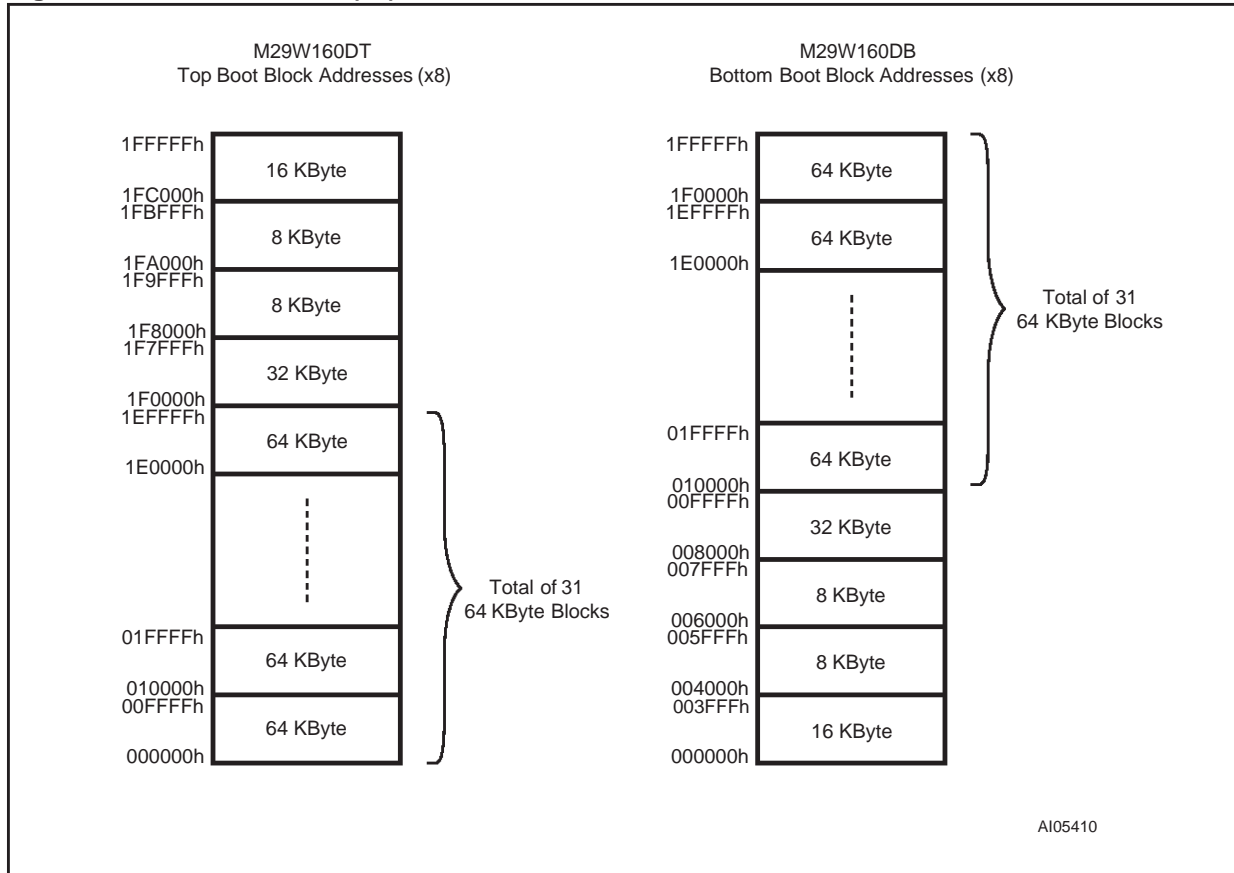 M29W160DT
Top Boot Block Addresses (x8)
1FFFFFh
16 KByte
1FC000h
1FBFFFh
8 KByte
1FA000h
1F9FFFh
8 KByte
1F8000h
1F7FFFh
32 KByte
1F0000h
1EFFFFh
64 KByte
1E0000h
Total of 31
64 KByte Blocks
01FFFFh
64 KByte
010000h
00FFFFh
64 KByte
000000h
M29W160DB
Bottom Boot Block Addresses (x8)
1FFFFFh
64 KByte
1F0000h
1EFFFFh
64 KByte
1E0000h
Total of 31
64 KByte Blocks
01FFFFh
64 KByte
010000h
00FFFFh
32 KByte
008000h
007FFFh
8 KByte
006000h
005FFFh
8 KByte
004000h
003FFFh
16 KByte
000000h
AI05410